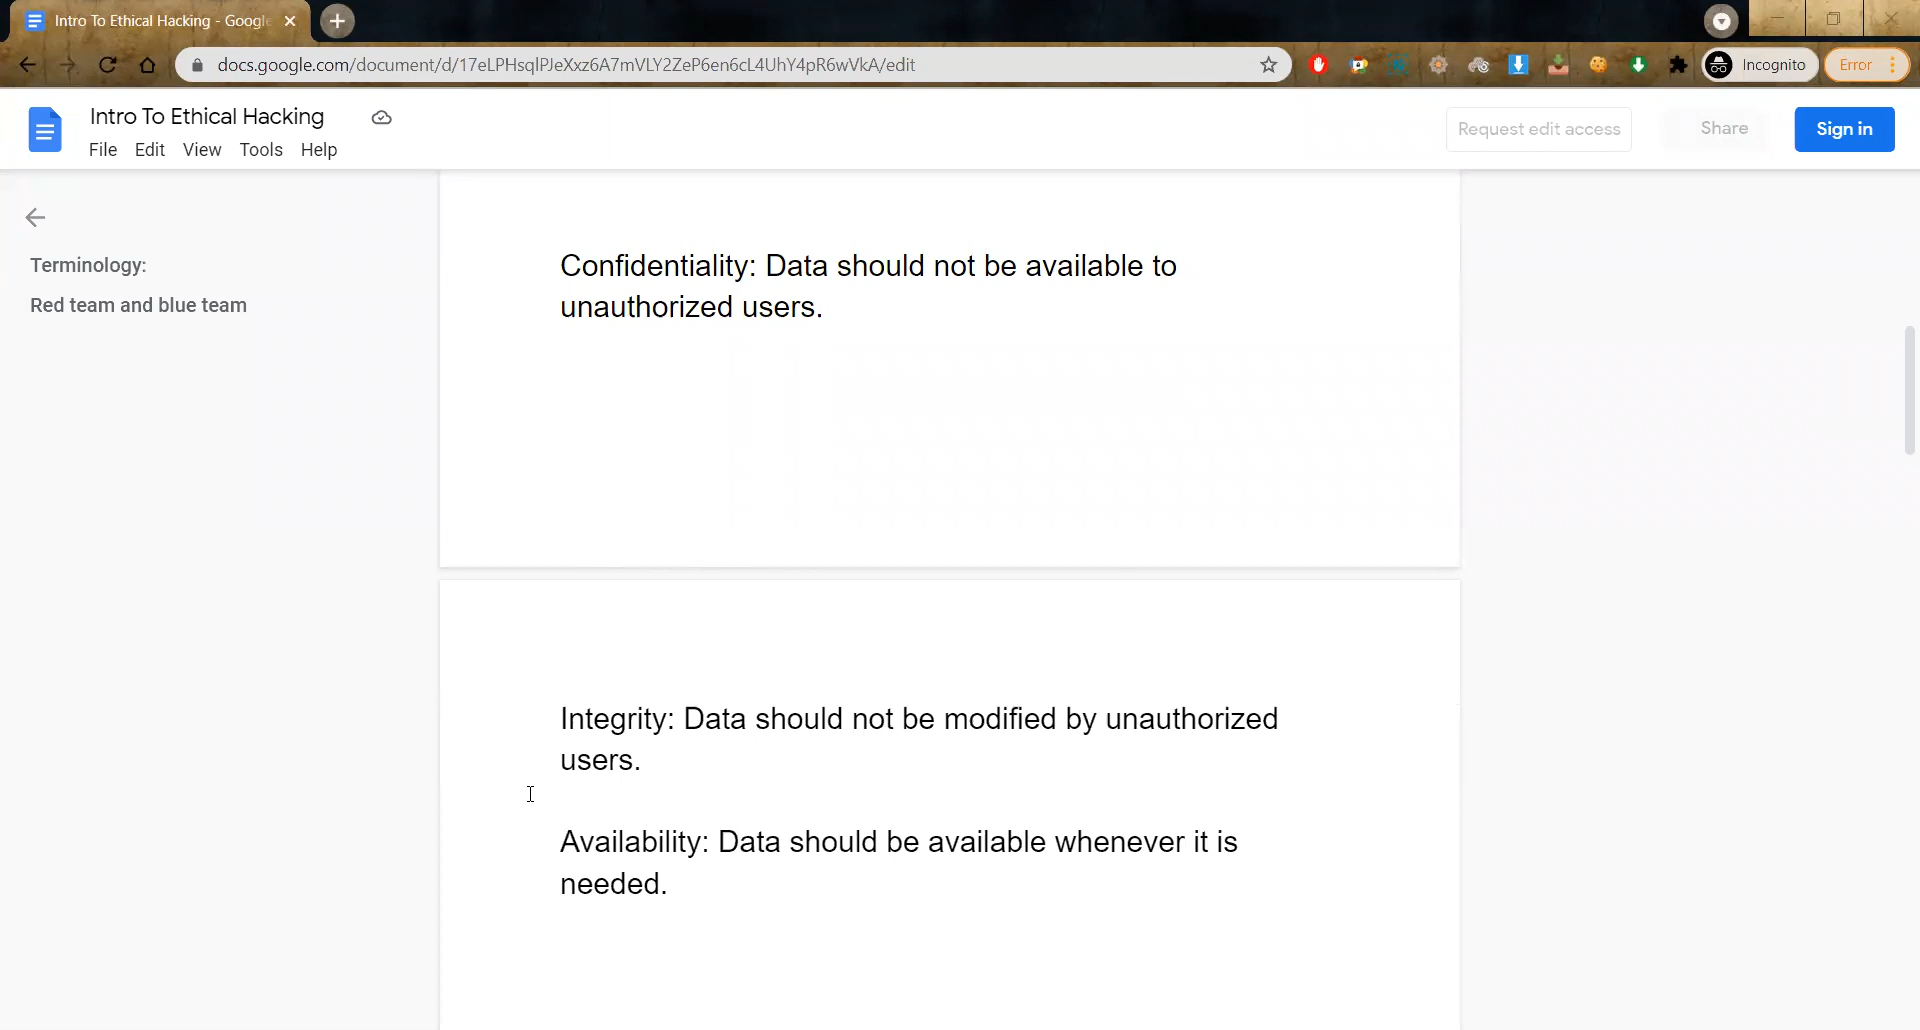 Intro To Ethical Hacking - Google
docs.google.com/document/d/17eLPHsqlPJeXxz6A7mVLY2ZeP6en6cL4UhY4pR6wVkA/edit
Incognito
Error
Intro To Ethical Hacking
File Edit View Tools Help
Request edit access
Share
Sign in
Terminology:
Red team and blue team
Confidentiality: Data should not be available to
unauthorized users.
Integrity: Data should not be modified by unauthorized
users.
Availability: Data should be available whenever it is
needed.